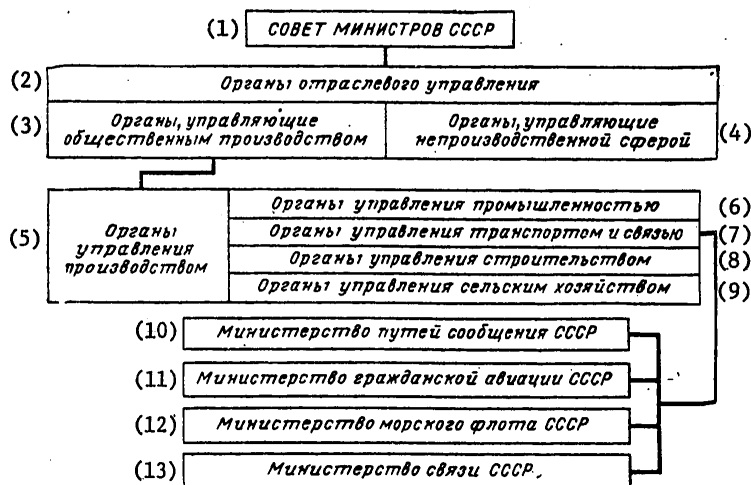 (1) СОВЕТ МИНИСТРОВ СССР
(2) Органы отраслевого управления
(3) Органы, управляющие общественным производством
Органы, управляющие непроизводственной сферой (4)
(5) Органы управления производством
Органы управления промышленностью (6)
Органы управления транспортом и связью (7)
Органы управления строительством (8)
Органы управления сельским хозяйством (9)
(10) Министерство путей сообщения СССР
(11) Министерство гражданской авиации СССР
(12) Министерство морского флота СССР
(13) Министерство связи СССР